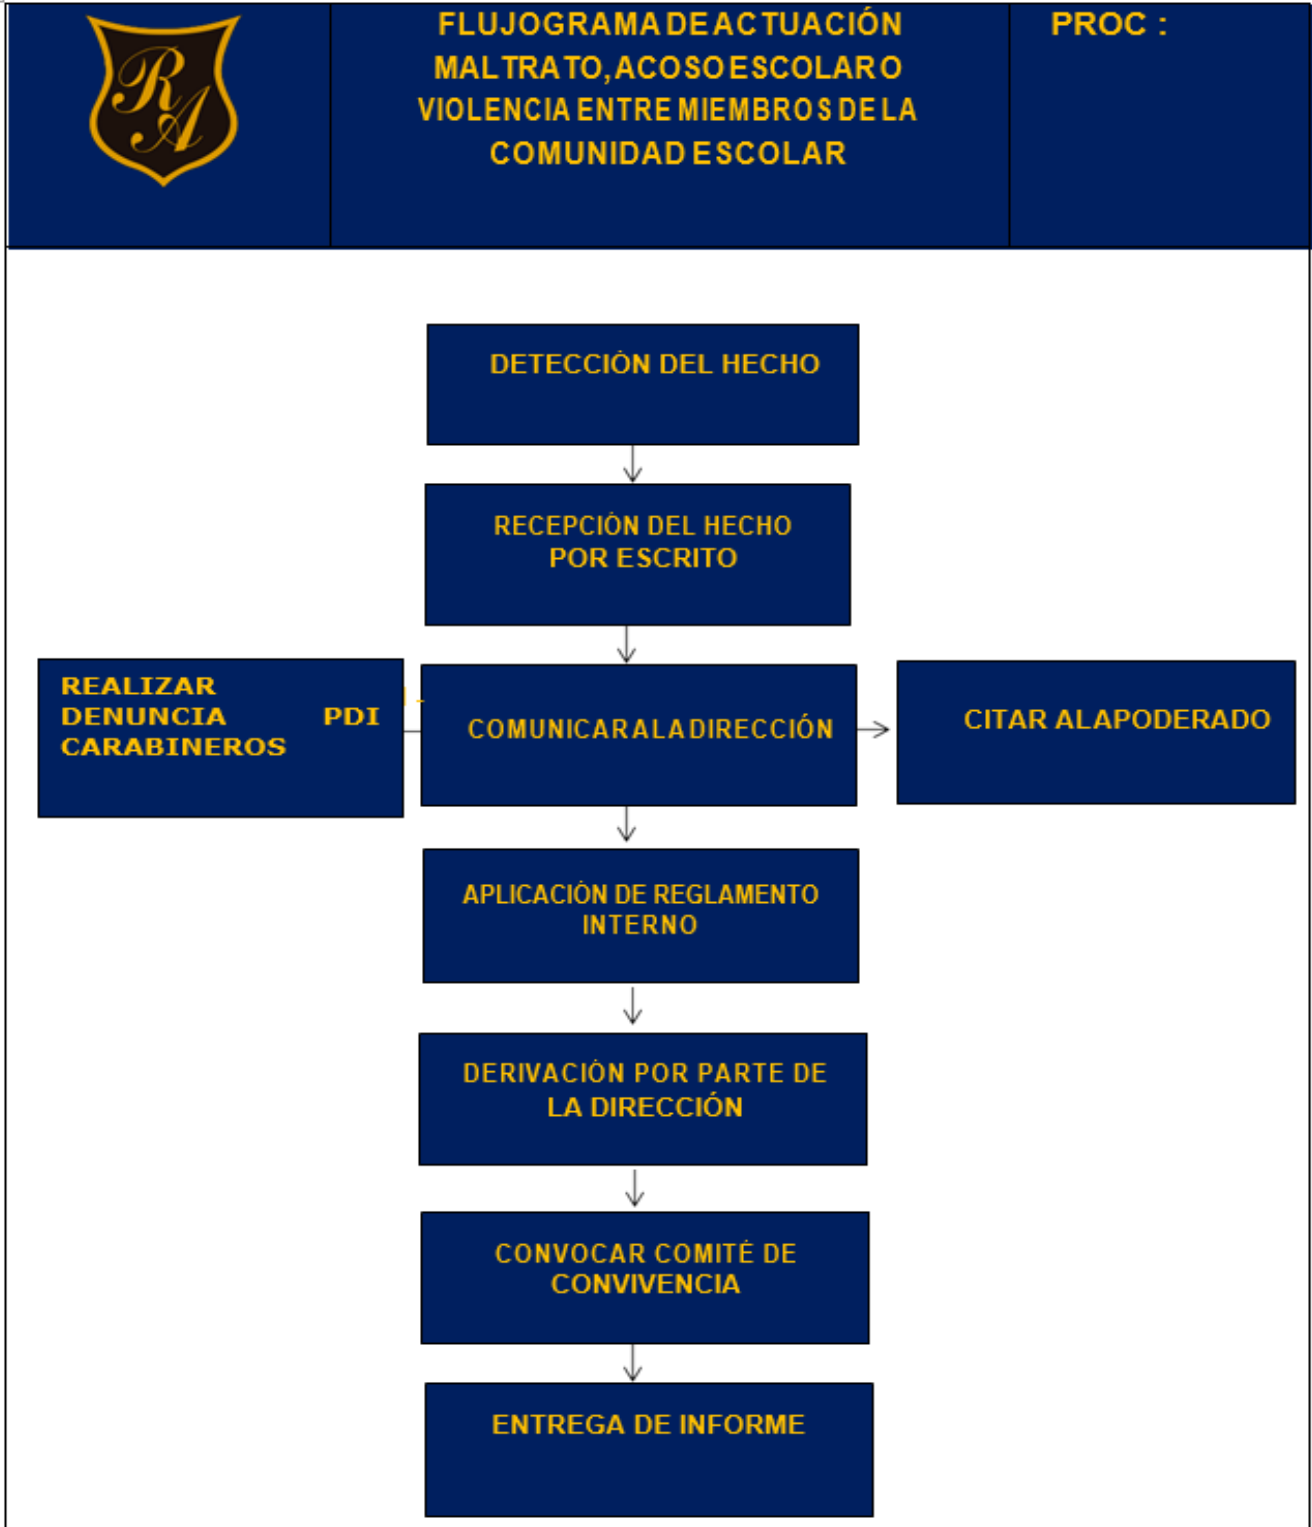 RA
FLUJOGRAMA DE ACTUACIÓN
MALTRATO, ACOSO ESCOLAR O
VIOLENCIA ENTRE MIEMBROS DE LA
COMUNIDAD ESCOLAR
PROC :
DETECCIÓN DEL HECHO
RECEPCIÓN DEL HECHO
POR ESCRITO
REALIZAR
DENUNCIA PDI
CARABINEROS
COMUNICAR A LA DIRECCIÓN
CITAR ALAPODERADO
APLICACIÓN DE REGLAMENTO
INTERNO
DERIVACIÓN POR PARTE DE
LA DIRECCIÓN
CONVOCAR COMITÉ DE
CONVIVENCIA
ENTREGA DE INFORME